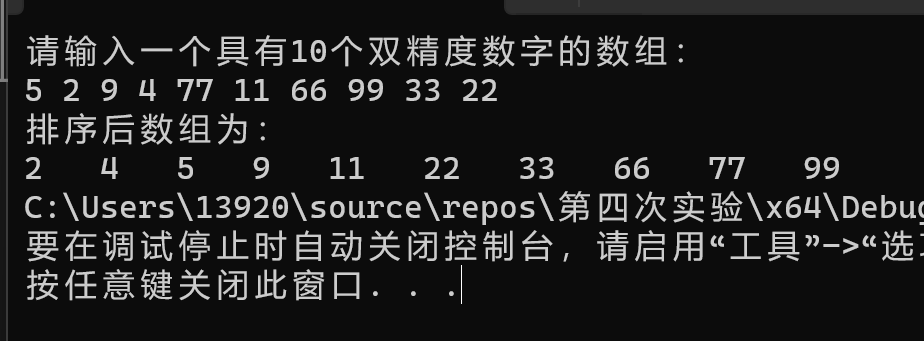 请输入一个具有10个双精度数字的数组：
5 2 9 4 77 11 66 99 33 22
排序后数组为：
2   4   5   9   11   22   33   66   77   99
C:\Users\13920\source\repos\第四次实验\x64\Debug
要在调试停止时自动关闭控制台，请启用“工具”->“选
按任意键关闭此窗口. . .